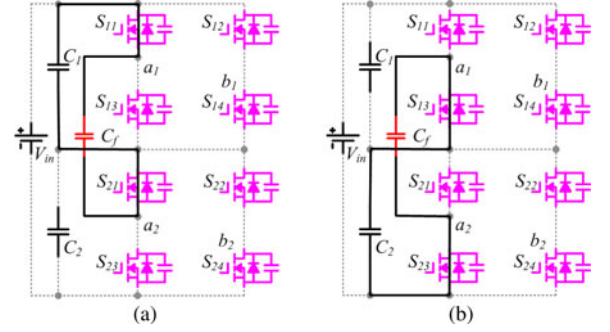 S11
S12
C1
a1
b1
S13
S14
+
-
Vin
Cf
S21
S22
C2
a2
b2
S23
S24
(a)
S11
S12
C1
a1
b1
S13
S14
+
-
Vin
Cf
S21
S22
C2
a2
b2
S23
S24
(b)